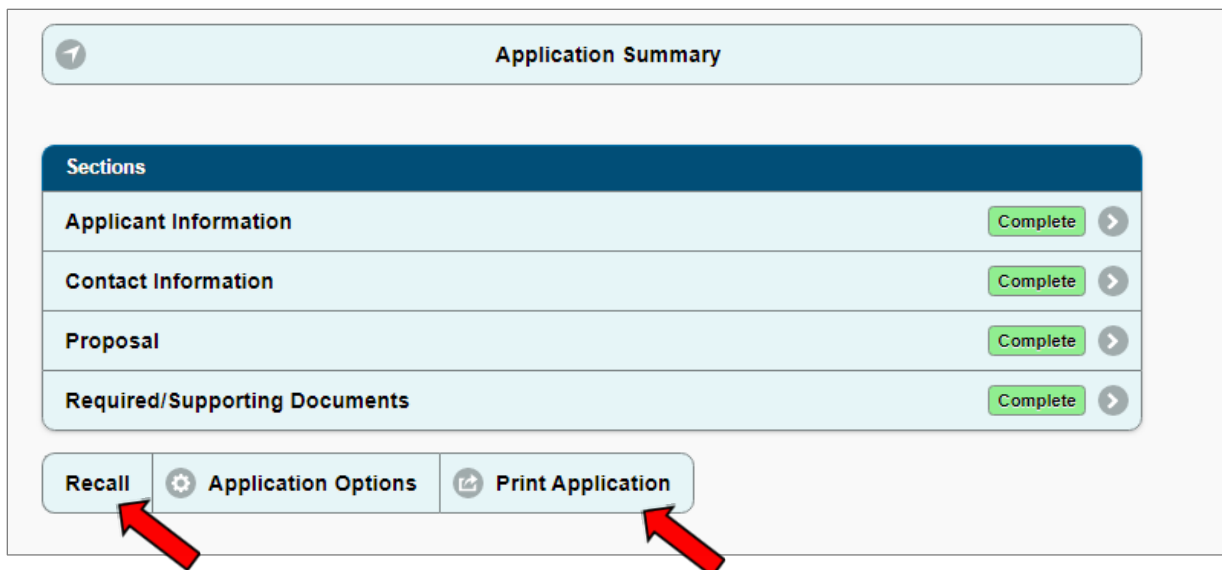 Application Summary
Sections
Applicant Information Complete
Contact Information Complete
Proposal Complete
Required/Supporting Documents Complete
Recall Application Options Print Application